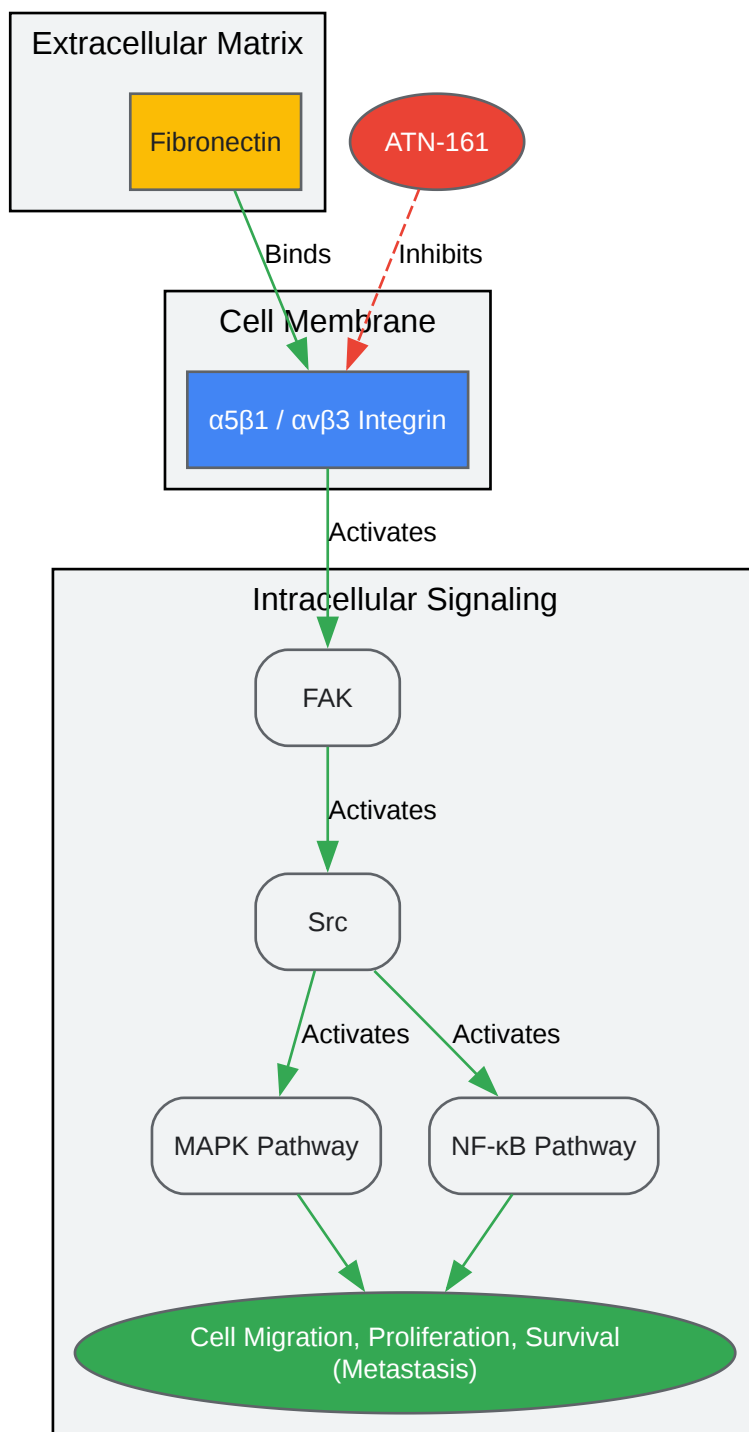 Extracellular Matrix
Fibronectin
ATN-161
Binds
Inhibits
Cell Membrane
α5β1 / αvβ3 Integrin
Activates
Intracellular Signaling
FAK
Activates
Src
Activates
Activates
MAPK Pathway
NF-κB Pathway
Cell Migration, Proliferation, Survival
(Metastasis)